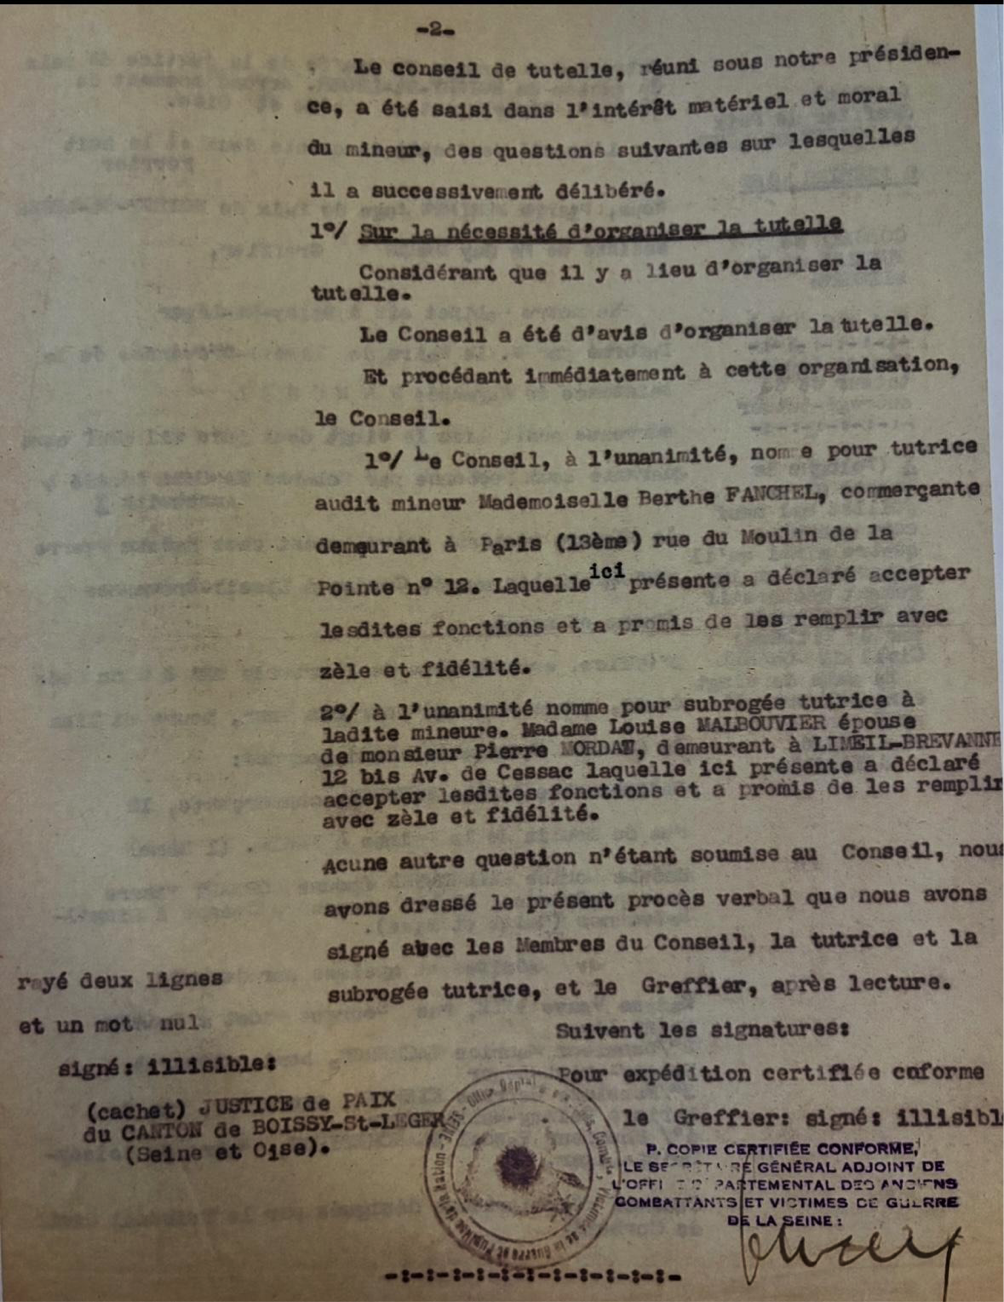 -2-
Le conseil de tutelle, réuni sous notre présiden-
ce, a été saisi dans l'intérêt matériel et moral
du mineur, des questions suivantes sur lesquelles
il a successivement délibéré.
1°/ Sur la nécessité d'organiser la tutelle
Considérant que il y a lieu d'organiser la
tutelle.
Le Conseil a été d'avis d'organiser la tutelle.
Et procédant immédiatement à cette organisation,
le Conseil.
1°/ Le Conseil, à l'unanimité, nomme pour tutrice
audit mineur Mademoiselle Berthe FANCHEL, commerçante
demeurant à Paris (13ème) rue du Moulin de la
Pointe n° 12. Laquelle ici présente a déclaré accepter
lesdites fonctions et a promis de les remplir avec
zèle et fidélité.
2°/ à l'unanimité nomme pour subrogée tutrice à
ladite mineure. Madame Louise MALBOUVIER épouse
de monsieur Pierre demeurant à LIMEIL-BREVANNE
12 bis Av. de Cessac laquelle ici présente a déclaré
accepter lesdites fonctions et a promis de les remplir
avec zèle et fidélité.
Acune autre question n'étant soumise au Conseil, nous
avons dressé le présent procès verbal que nous avons
signé avec les Membres du Conseil, la tutrice et la
subrogée tutrice, et le Greffier, après lecture.
rayé deux lignes
et un mot nul
signé: illisible:
(cachet) JUSTICE de PAIX
du CANTON de BOISSY-St-LEGER
(Seine et Oise).
Suivent les signatures:
Pour expédition certifiée coforme
le Greffier: signé: illisibl
P. COPIE CERTIFIÉE CONFORME,
LE SECRÉTAIRE GÉNÉRAL ADJOINT DE
L'OFFICE DÉPARTEMENTAL DES ANCIENS
COMBATTANTS ET VICTIMES DE GUERRE
DE LA SEINE:
-:-:-:-:-:-:-:-:-:-:-